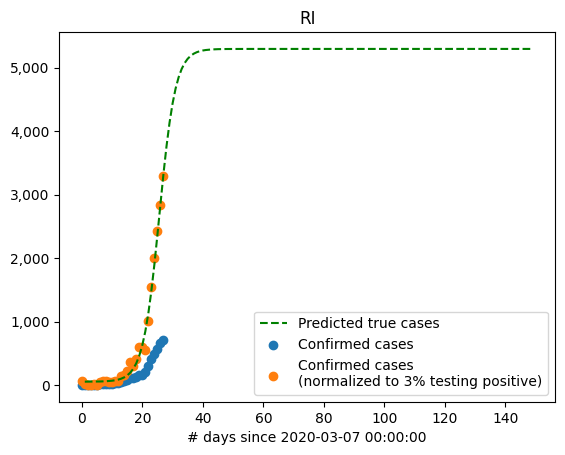 RI
5,000
4,000
3,000
2,000
1,000
0
Predicted true cases
Confirmed cases
Confirmed cases
(normalized to 3% testing positive)
0 20 40 60 80 100 120 140
# days since 2020-03-07 00:00:00